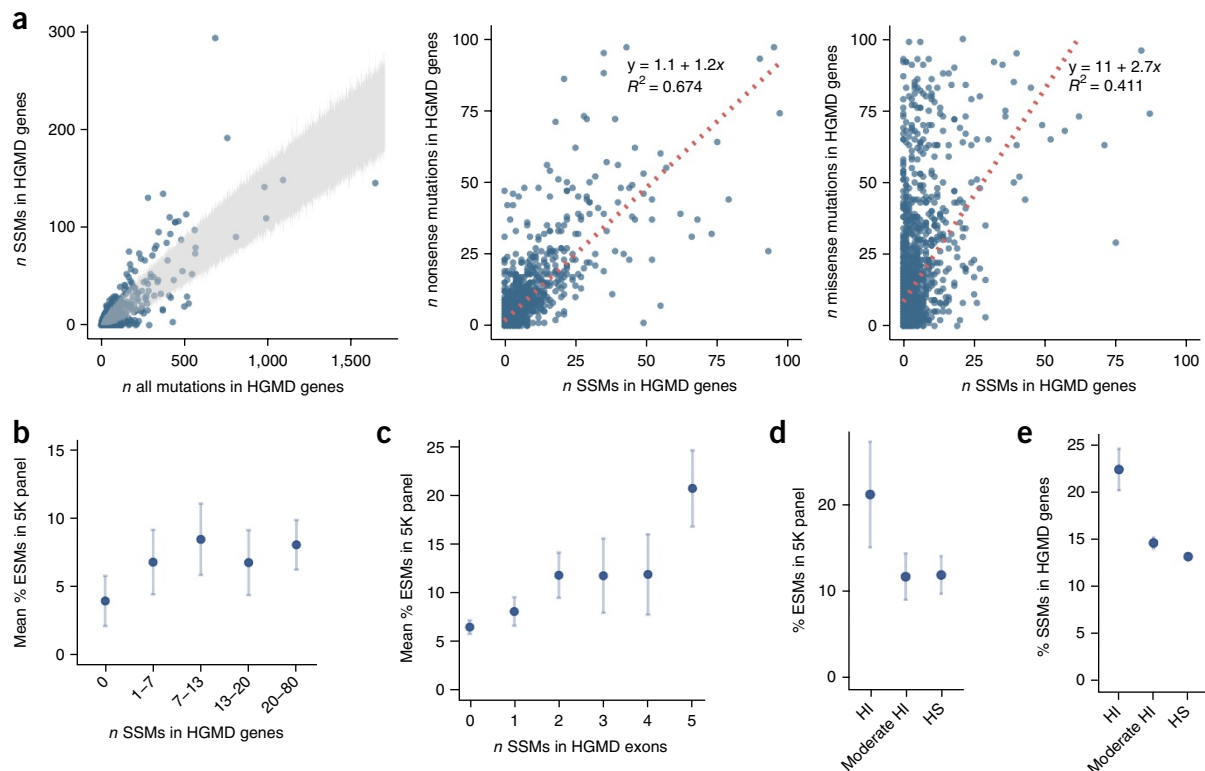 a
n SSMs in HGMD genes
300
200
100
0
0
500
1,000
1,500
n all mutations in HGMD genes
n nonsense mutations in HGMD genes
100
75
50
25
0
y = 1.1 + 1.2x
R² = 0.674
0
25
50
75
100
n SSMs in HGMD genes
n missense mutations in HGMD genes
100
75
50
25
0
y = 11 + 2.7x
R² = 0.411
0
25
50
75
100
n SSMs in HGMD genes
b
Mean % ESMs in 5K panel
15
10
5
0
0
1–7
7–13
13–20
20–80
n SSMs in HGMD genes
c
Mean % ESMs in 5K panel
25
20
15
10
5
0
0
1
2
3
4
5
n SSMs in HGMD exons
d
% ESMs in 5K panel
20
10
0
HI
Moderate HI
HS
e
% SSMs in HGMD genes
25
20
15
10
5
0
HI
Moderate HI
HS